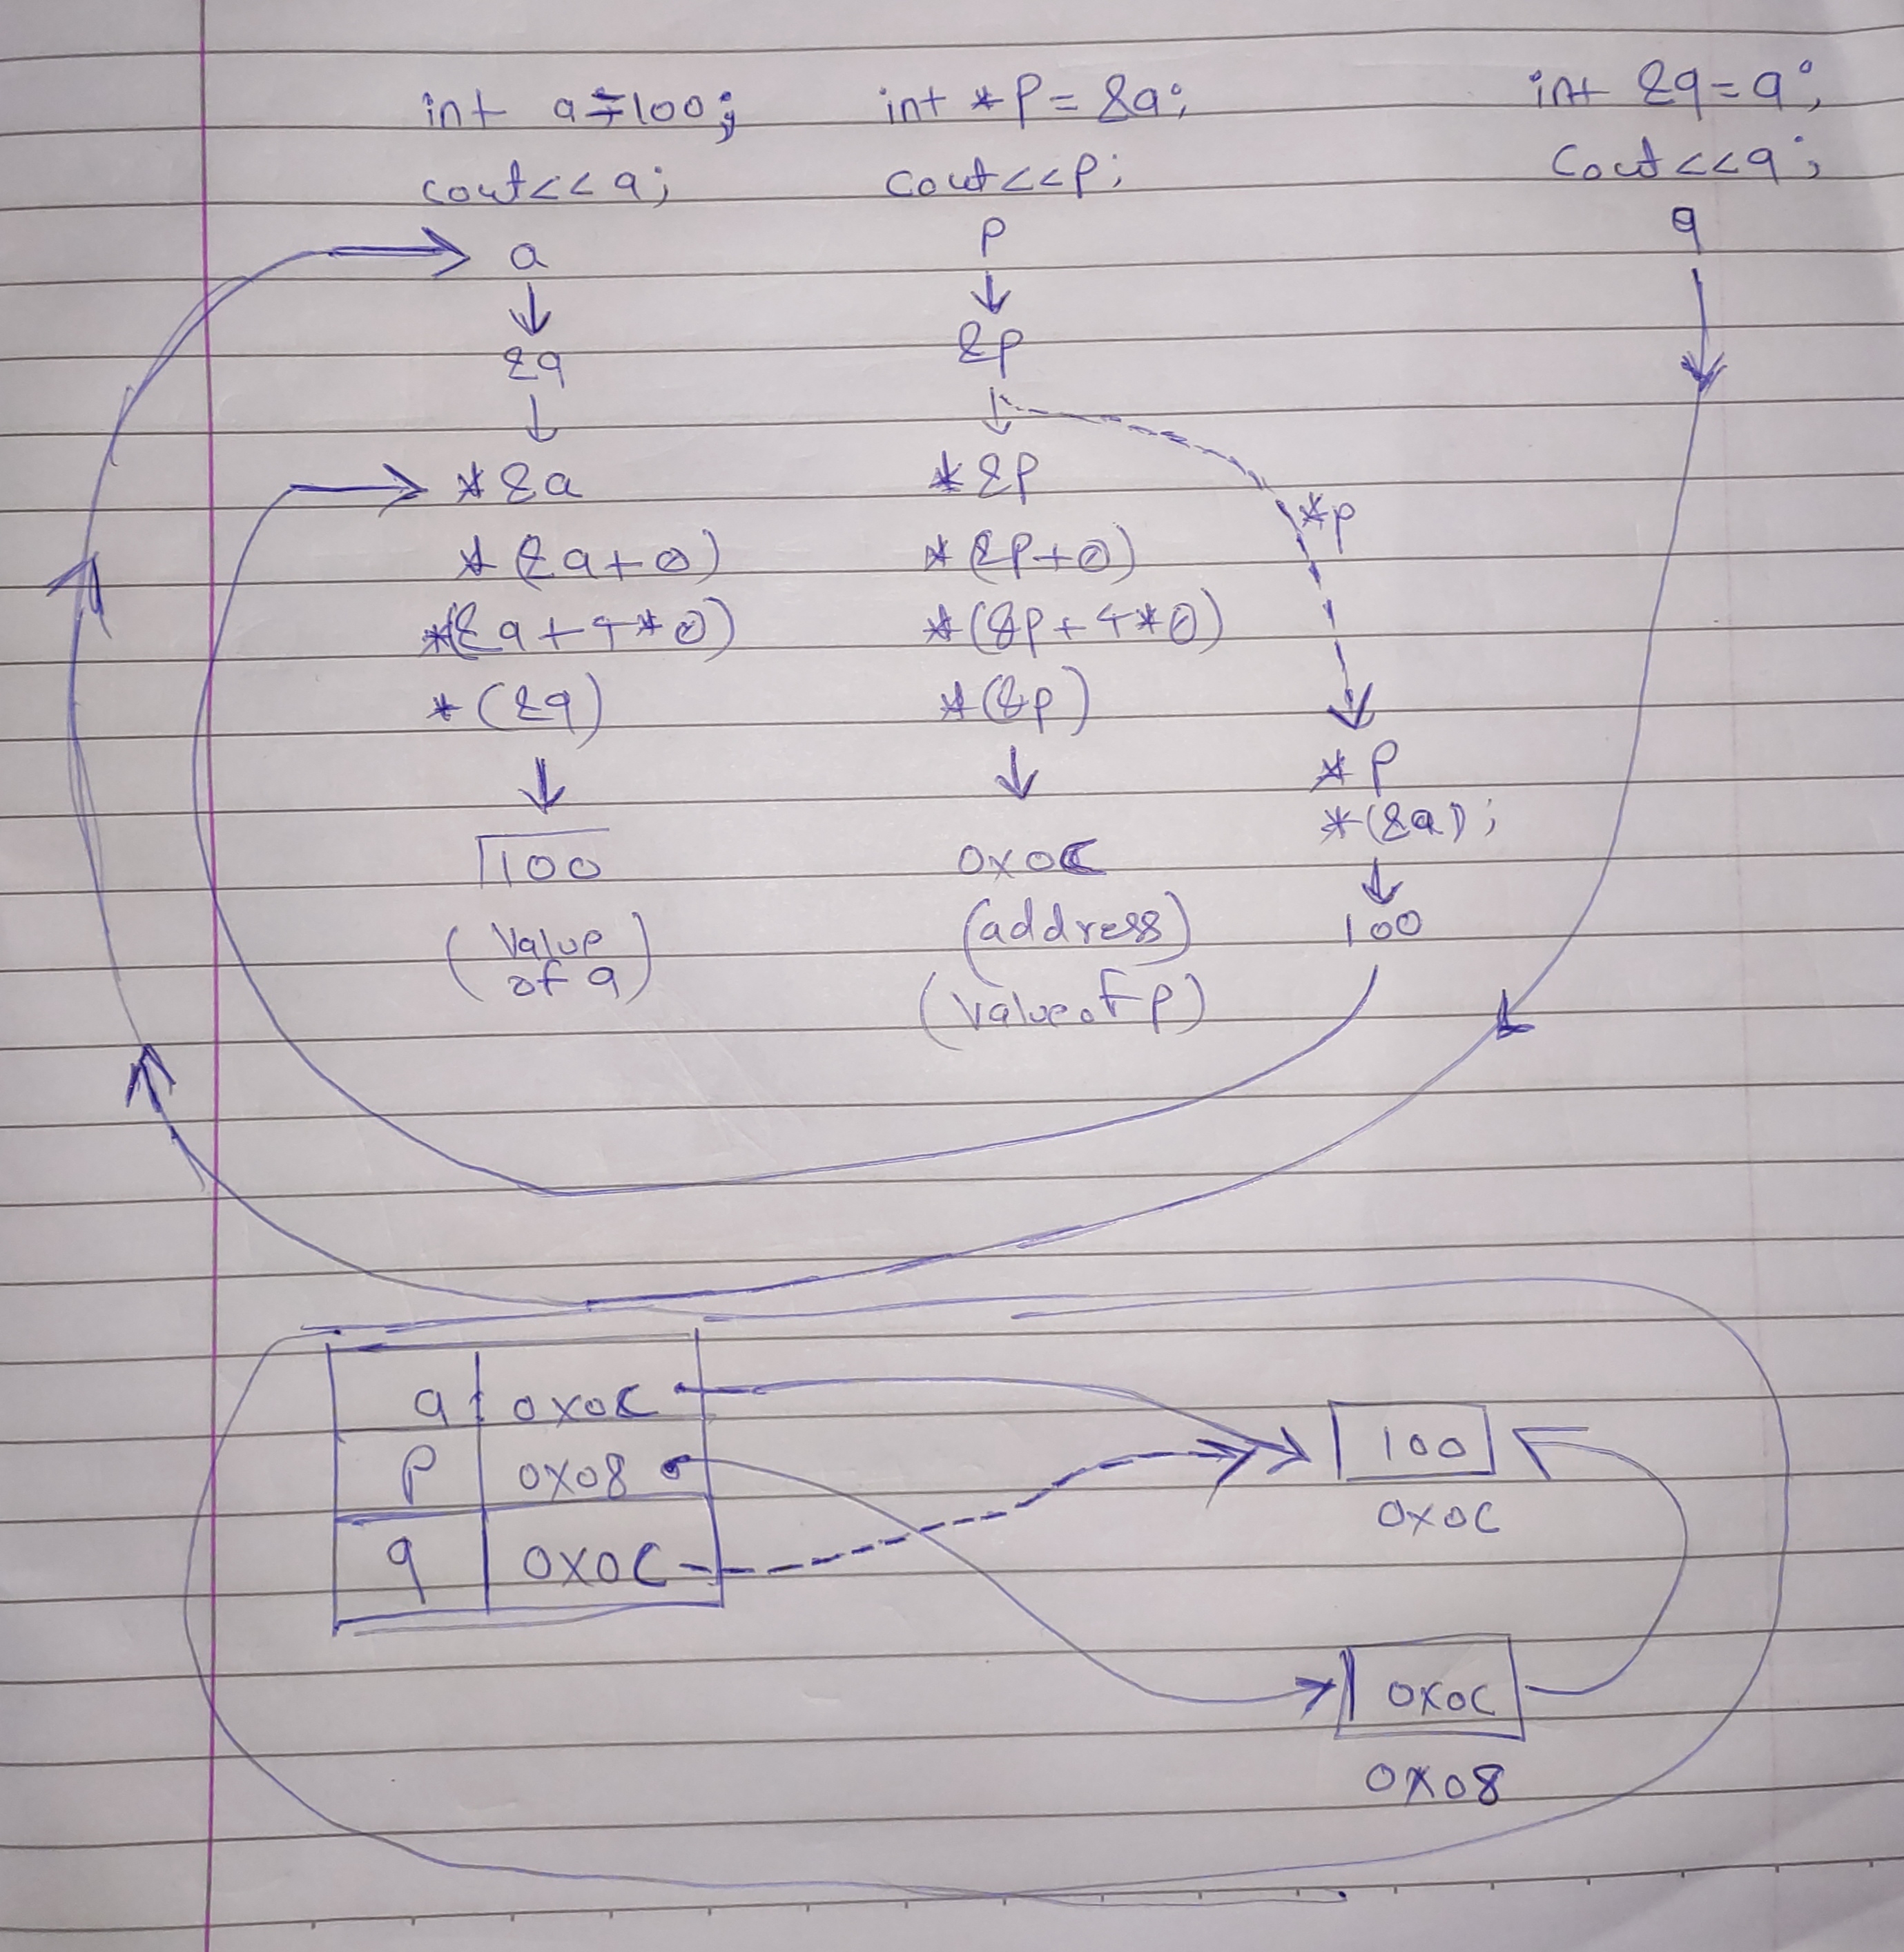 int a=100;
cout<<a;
a
&a
*&a
*(&a+0)
*(&a+4*0)
*(&a)
100
(value
of a)
int *p=&a;
cout<<p;
p
&p
*&p
*(&p+0)
*(&p+4*0)
*(&p)
0x0C
(address)
(value of p)
*p
*p
*(&a);
100
int &q=a;
Cout<<q;
q
a 0x0C
p 0x08
q 0x0C
100
0x0C
0x0C
0x08